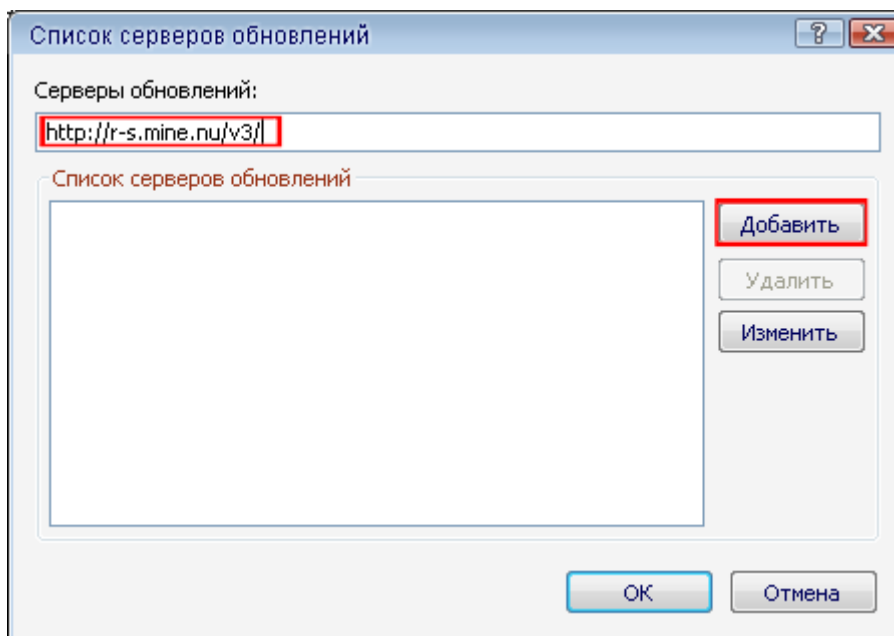 Список серверов обновлений
Серверы обновлений:
http://r-s.mine.nu/v3/
Список серверов обновлений
Добавить
Удалить
Изменить
OK
Отмена